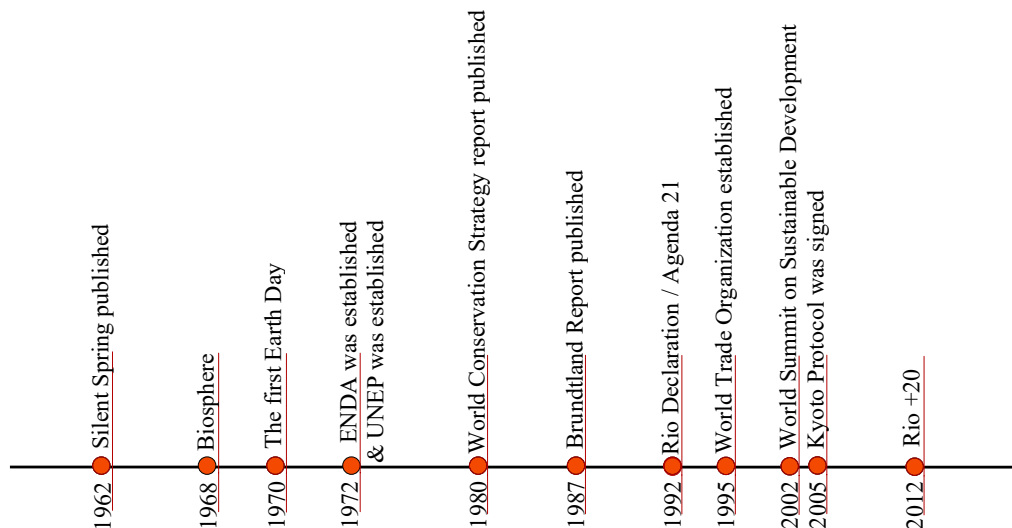 Silent Spring published
1962
Biosphere
1968
The first Earth Day
1970
ENDA was established
& UNEP was established
1972
World Conservation Strategy report published
1980
Brundtland Report published
1987
Rio Declaration / Agenda 21
1992
World Trade Organization established
1995
World Summit on Sustainable Development
2002
Kyoto Protocol was signed
2005
Rio +20
2012